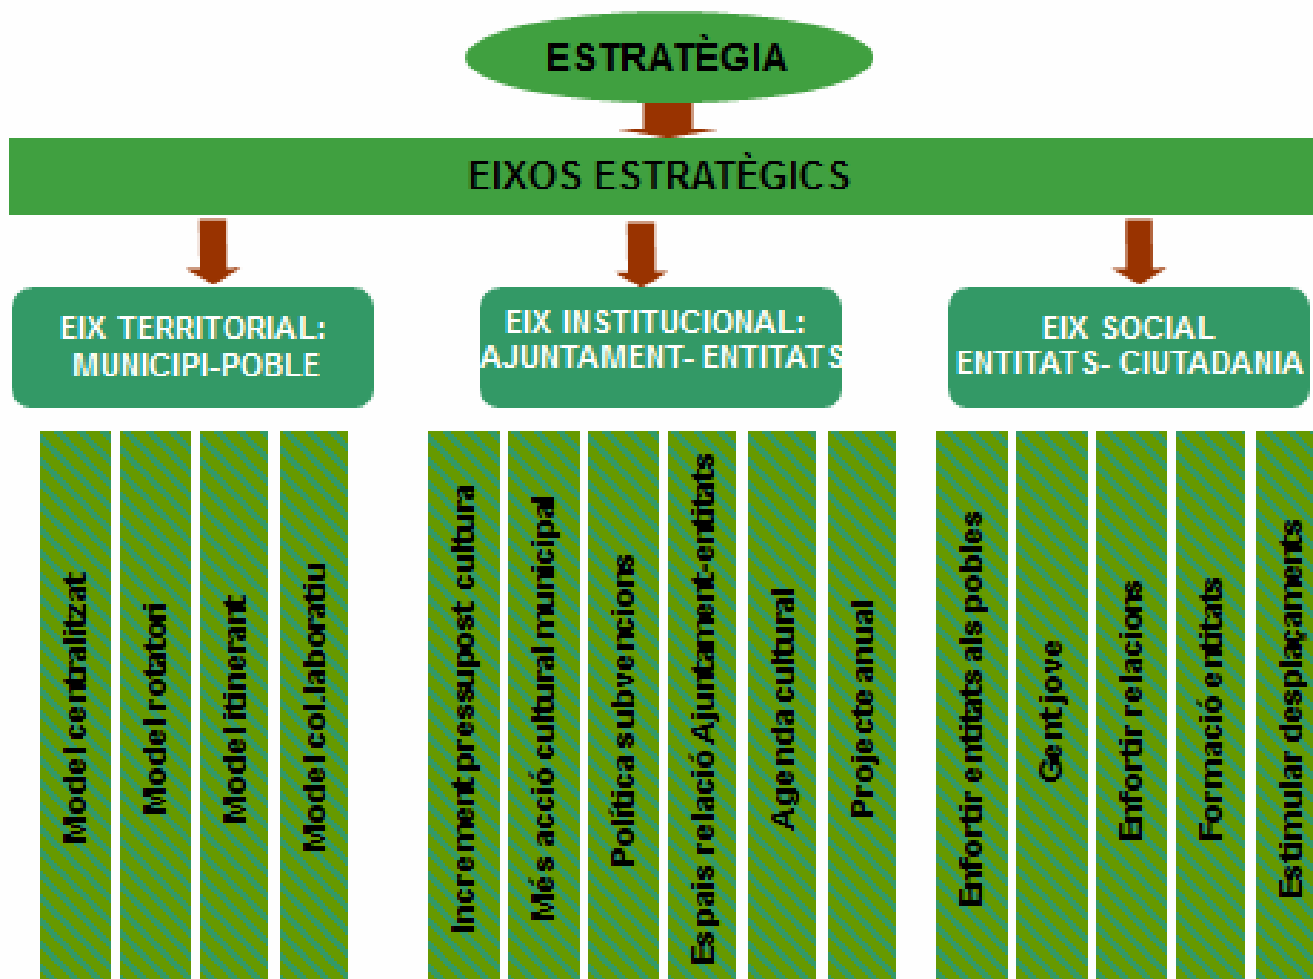 ESTRATÈGIA
EIXOS ESTRATÈGICS
EIX TERRITORIAL:
MUNICIPI-POBLE
EIX INSTITUCIONAL:
AJUNTAMENT- ENTITATS
EIX SOCIAL
ENTITATS- CIUTADANIA
Model centralitzat
Model rotatori
Model itinerant
Model col.laboratiu
Increment pressupost cultura
Més acció cultural municipal
Política subvencions
Espais relació Ajuntament-entitats
Agenda cultural
Projecte anual
Enfortir entitats als pobles
Gent jove
Enfortir relacions
Formació entitats
Estimular desplaçaments